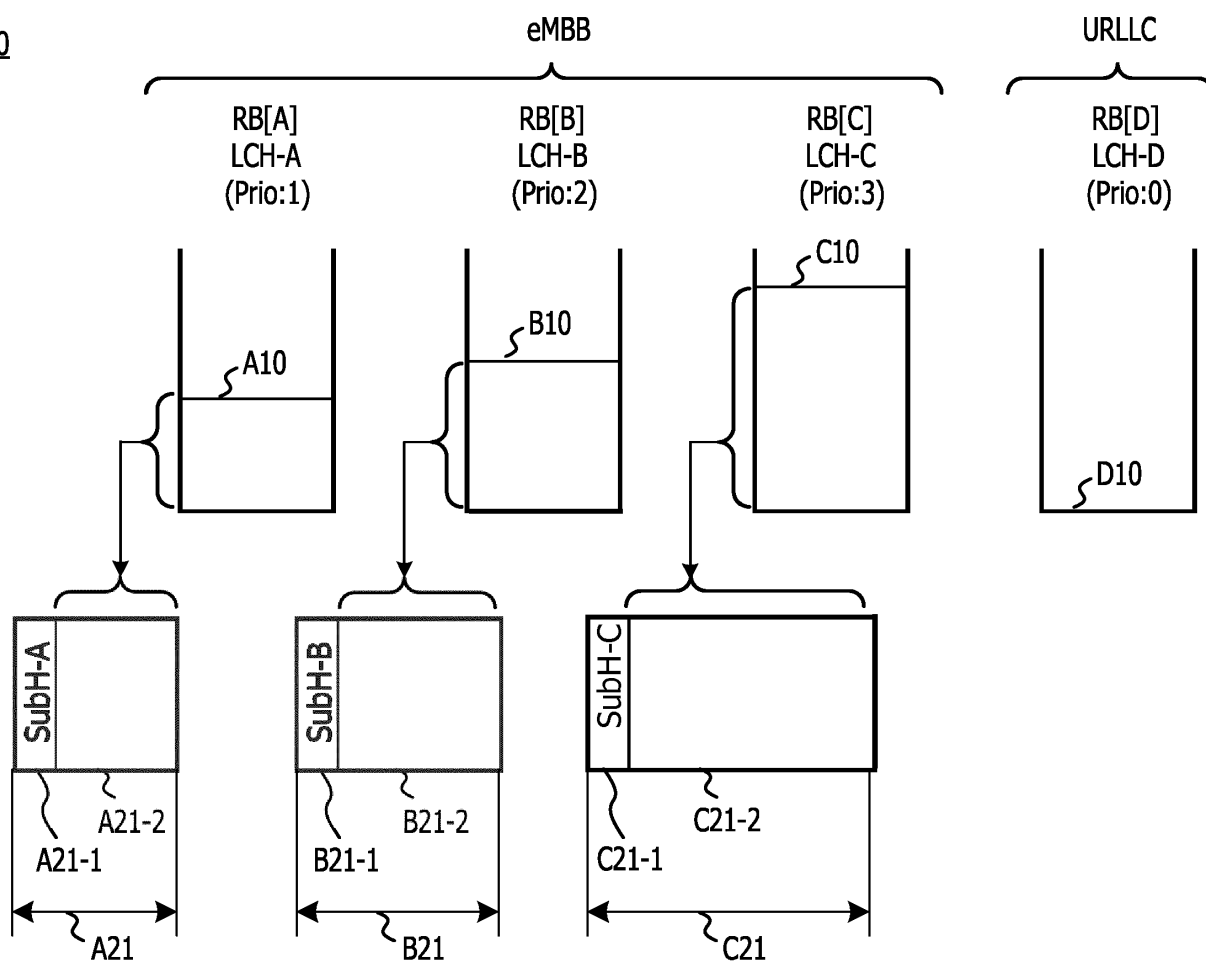 eMBB
URLLC
RB[A]
LCH-A
(Prio:1)
RB[B]
LCH-B
(Prio:2)
RB[C]
LCH-C
(Prio:3)
RB[D]
LCH-D
(Prio:0)
A10
B10
C10
D10
SubH-A
SubH-B
SubH-C
A21-2
A21-1
B21-2
B21-1
C21-2
C21-1
A21
B21
C21